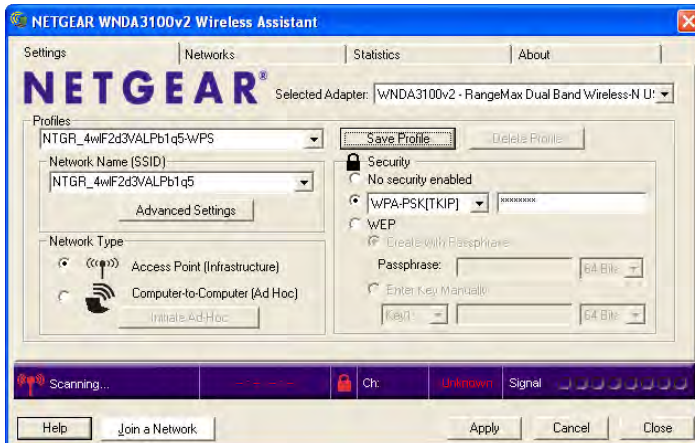 NETGEAR WNDA3100v2 Wireless Assistant
Settings Networks Statistics About
NETGEAR®
Selected Adapter: WNDA3100v2 - RangeMax Dual Band Wireless-N U
Profiles
NTGR_4wIF2d3VALPb1q5-WPS
Save Profile Delete Profile
Network Name (SSID)
NTGR_4wIF2d3VALPb1q5
Advanced Settings
Security
No security enabled
WPA-PSK[TKIP] ********
WEP
Create with Passphrase
Passphrase: 64 Bits
Enter Key Manually
Key1 64 Bits
Network Type
Access Point (Infrastructure)
Computer-to-Computer (Ad Hoc)
Initiate Ad Hoc
Scanning... --:--:-- Ch: Unknown Signal
Help Join a Network Apply Cancel Close